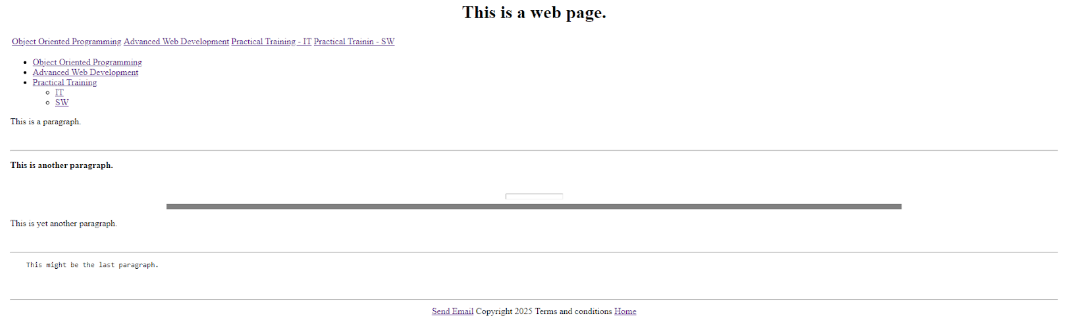 This is a web page.
Object Oriented Programming Advanced Web Development Practical Training - IT Practical Trainin - SW
Object Oriented Programming
Advanced Web Development
Practical Training
IT
SW
This is a paragraph.
This is another paragraph.
This is yet another paragraph.
This might be the last paragraph.
Send Email Copyright 2025 Terms and conditions Home